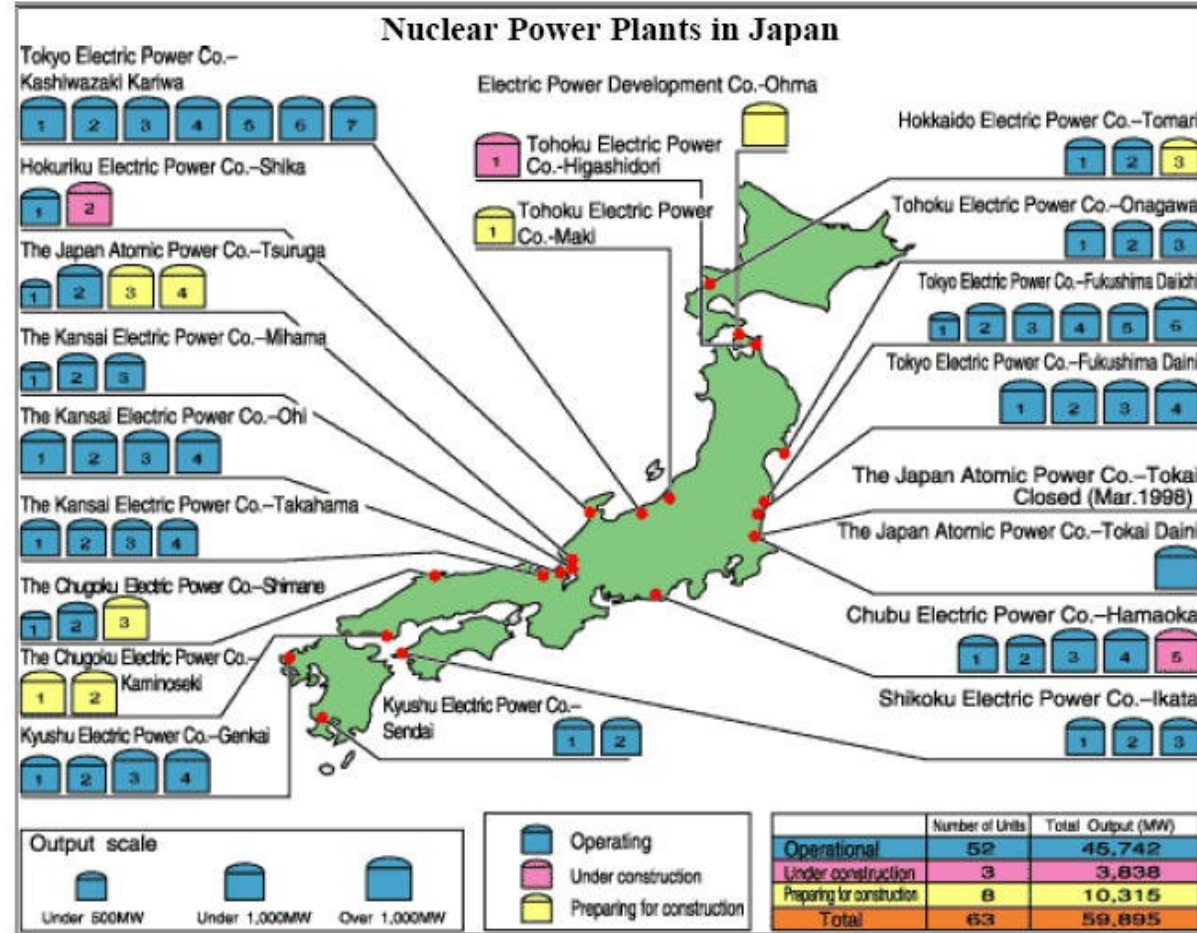 Nuclear Power Plants in Japan
Tokyo Electric Power Co.–
Kashiwazaki Kariwa
1 2 3 4 5 6 7
Hokuriku Electric Power Co.–Shika
1 2
The Japan Atomic Power Co.–Tsuruga
1 2 3 4
The Kansai Electric Power Co.–Mihama
1 2 3
The Kansai Electric Power Co.–Ohi
1 2 3 4
The Kansai Electric Power Co.–Takahama
1 2 3 4
The Chugoku Electric Power Co.–Shimane
1 2 3
The Chugoku Electric Power Co.–
Kaminoseki
1 2
Kyushu Electric Power Co.–Genkai
1 2 3 4
Electric Power Development Co.-Ohma
1 Tohoku Electric Power
Co.-Higashidori
1 Tohoku Electric Power
Co.-Maki
Hokkaido Electric Power Co.–Tomari
1 2 3
Tohoku Electric Power Co.–Onagawa
1 2 3
Tokyo Electric Power Co.–Fukushima Daiichi
1 2 3 4 5 6
Tokyo Electric Power Co.–Fukushima Daini
1 2 3 4
The Japan Atomic Power Co.–Tokai
Closed (Mar.1998)
The Japan Atomic Power Co.–Tokai Daini
Chubu Electric Power Co.–Hamaoka
1 2 3 4 5
Shikoku Electric Power Co.–Ikata
1 2 3
Kyushu Electric Power Co.–
Sendai
1 2
Output scale
Under 500MW Under 1,000MW Over 1,000MW
Operating
Under construction
Preparing for construction
Number of Units Total Output (MW)
Operational 52 45,742
Under construction 3 3,838
Preparing for construction 8 10,315
Total 63 59,895